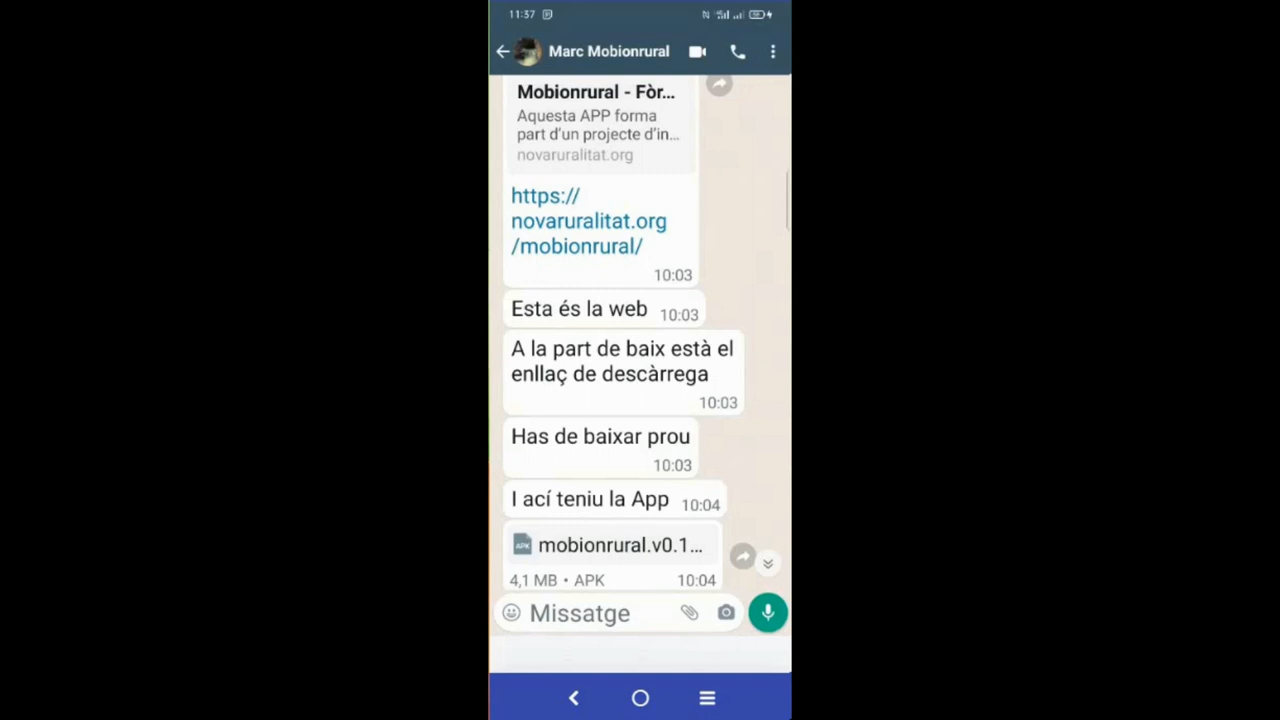 11:37
Marc Mobionrural
Mobionrural - Fòr...
Aquesta APP forma
part d'un projecte d'in...
novaruralitat.org
https://
novaruralitat.org
/mobionrural/
10:03
Esta és la web 10:03
A la part de baix està el
enllaç de descàrrega
10:03
Has de baixar prou
10:03
I ací teniu la App 10:04
APK mobionrural.v0.1...
4,1 MB • APK 10:04
Missatge